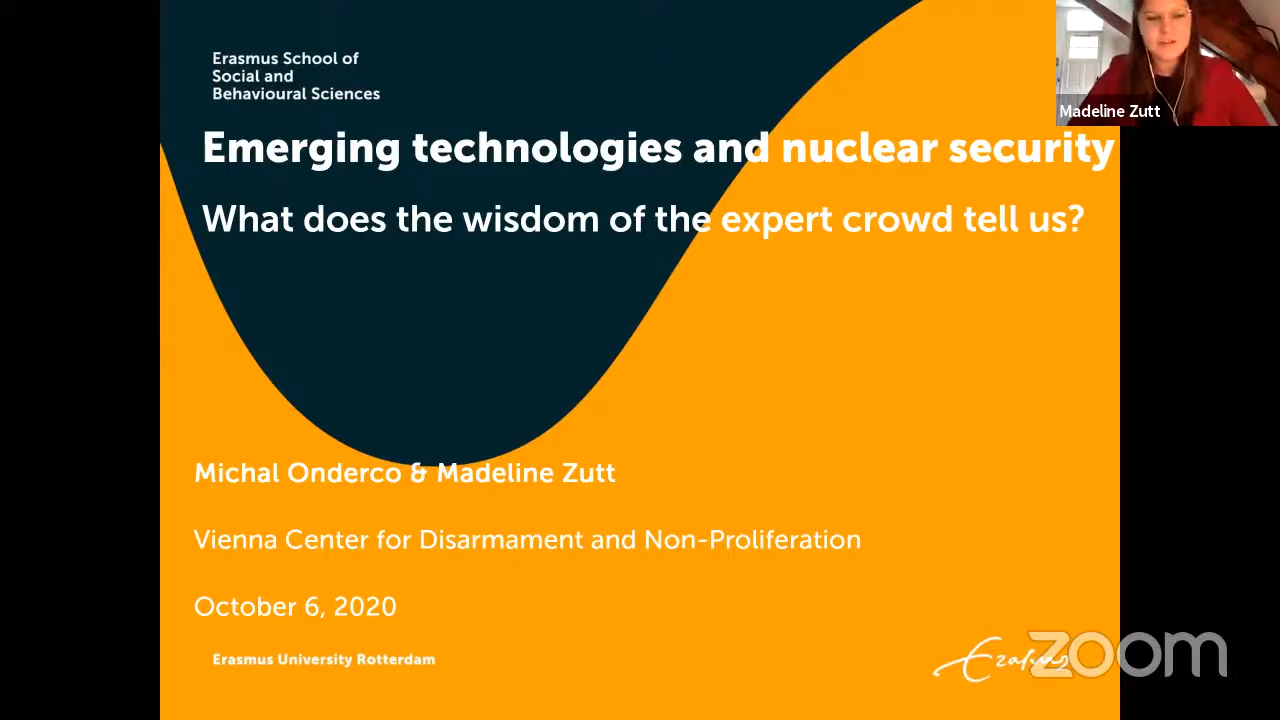 Erasmus School of
Social and
Behavioural Sciences
Madeline Zutt
Emerging technologies and nuclear security
What does the wisdom of the expert crowd tell us?
Michal Onderco & Madeline Zutt
Vienna Center for Disarmament and Non-Proliferation
October 6, 2020
Erasmus University Rotterdam
Erasmus
zoom